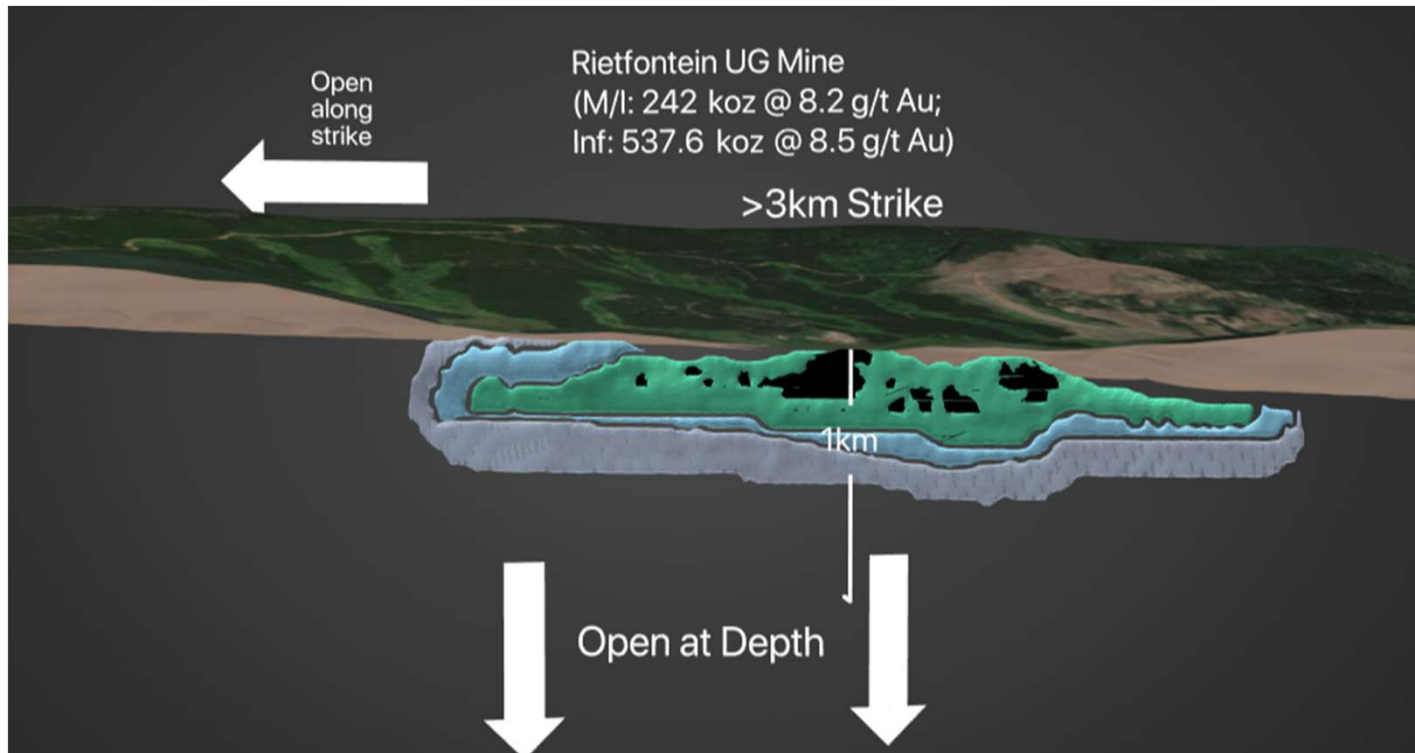 Open
along
strike
Rietfontein UG Mine
(M/I: 242 koz @ 8.2 g/t Au;
Inf: 537.6 koz @ 8.5 g/t Au)
>3km Strike
1km
Open at Depth